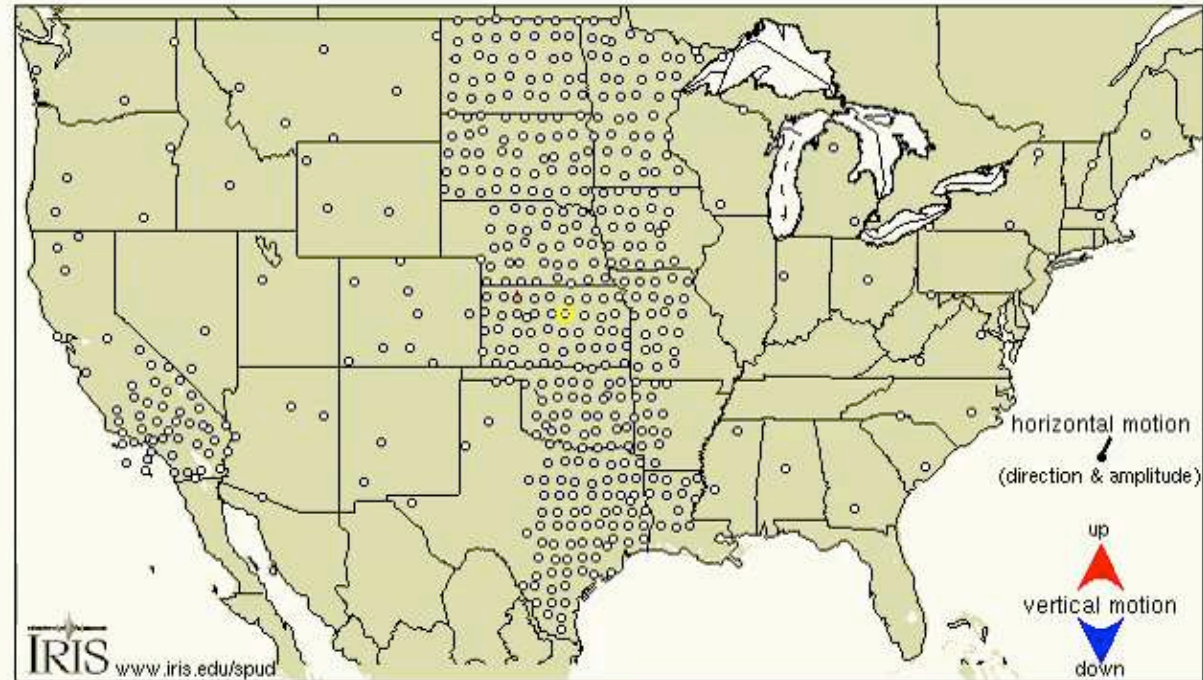 horizontal motion
(direction & amplitude)
up
vertical motion
down
IRIS www.iris.edu/spud